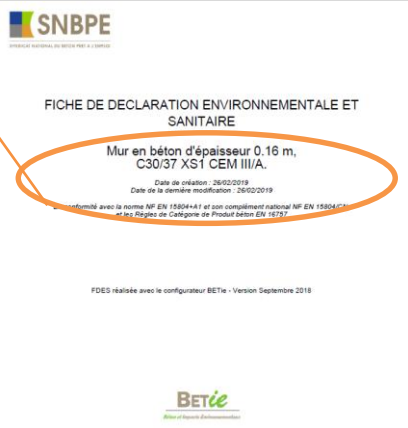 SNBPE
SYNDICAT NATIONAL DU BÉTON PRÊT À L'EMPLOI
FICHE DE DECLARATION ENVIRONNEMENTALE ET
SANITAIRE
Mur en béton d'épaisseur 0.16 m,
C30/37 XS1 CEM III/A.
Date de création : 26/02/2019
Date de la dernière modification : 26/02/2019
conformité avec la norme NF EN 15804+A1 et son complément national NF EN 15804/CN
et les Règles de Catégorie de Produit béton EN 16757
FDES réalisée avec le configurateur BETie - Version Septembre 2018
BETie
Béton et Impacts Environnementaux